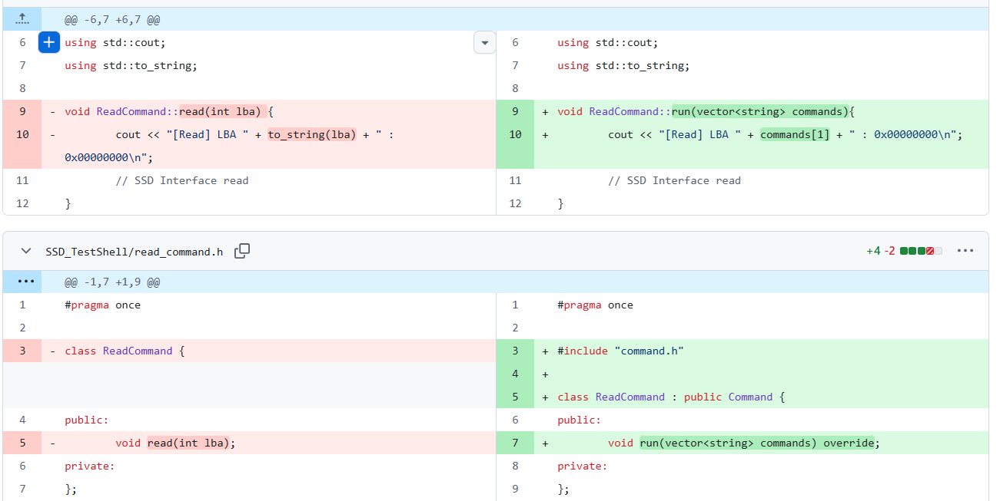 @@ -6,7 +6,7 @@
6 using std::cout; 6 using std::cout;
7 using std::to_string; 7 using std::to_string;
8 8
9 - void ReadCommand::read(int lba) { 9 + void ReadCommand::run(vector<string> commands){
10 - cout << "[Read] LBA " + to_string(lba) + " : 10 + cout << "[Read] LBA " + commands[1] + " : 0x00000000\n";
0x00000000\n";
11 // SSD Interface read 11 // SSD Interface read
12 } 12 }
SSD_TestShell/read_command.h +4 -2
@@ -1,7 +1,9 @@
1 #pragma once 1 #pragma once
2 2
3 - class ReadCommand { 3 + #include "command.h"
4 +
5 + class ReadCommand : public Command {
4 public: 6 public:
5 - void read(int lba); 7 + void run(vector<string> commands) override;
6 private: 8 private:
7 }; 9 };